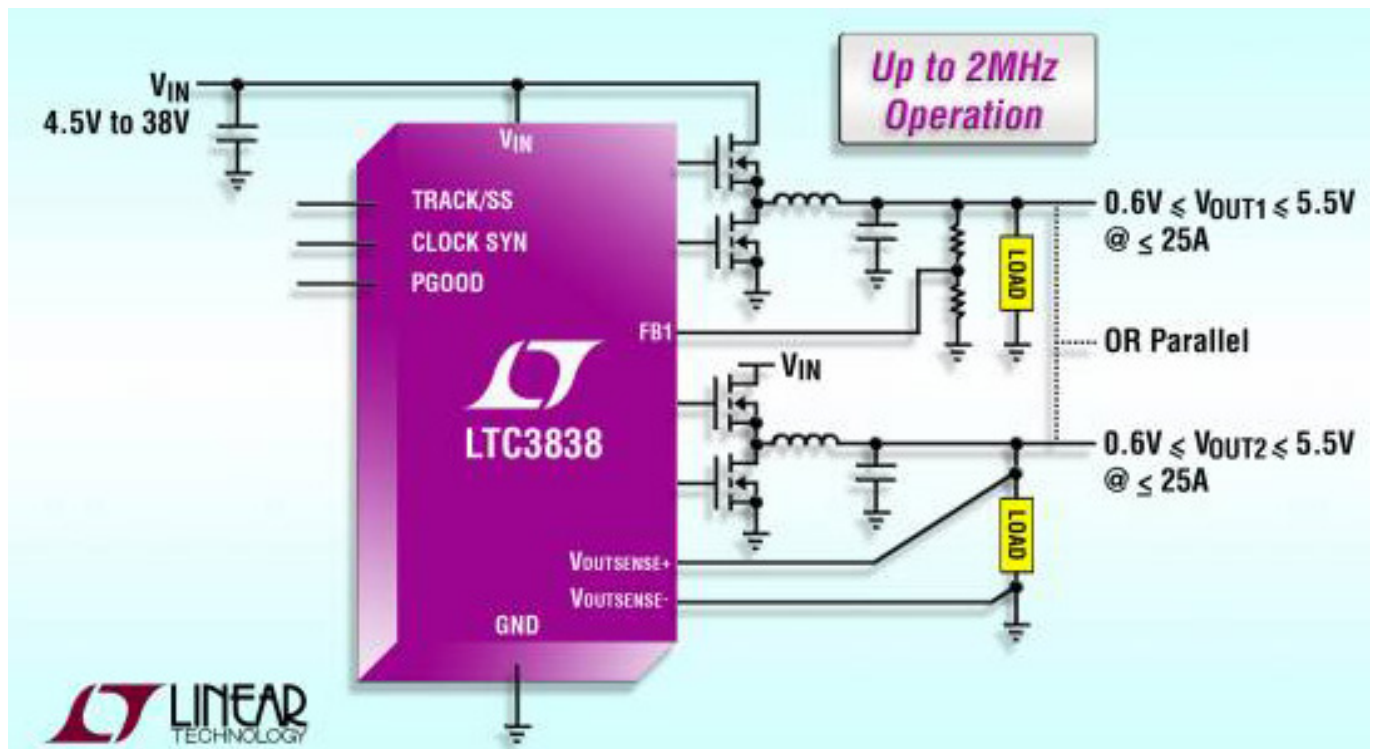 Up to 2MHz
Operation
VIN
4.5V to 38V
VIN
TRACK/SS
CLOCK SYN
PGOOD
0.6V ≤ VOUT1 ≤ 5.5V
@ ≤ 25A
LOAD
FB1
OR Parallel
VIN
LTC3838
0.6V ≤ VOUT2 ≤ 5.5V
@ ≤ 25A
LOAD
VOUTSENSE+
VOUTSENSE-
GND
LINEAR
TECHNOLOGY